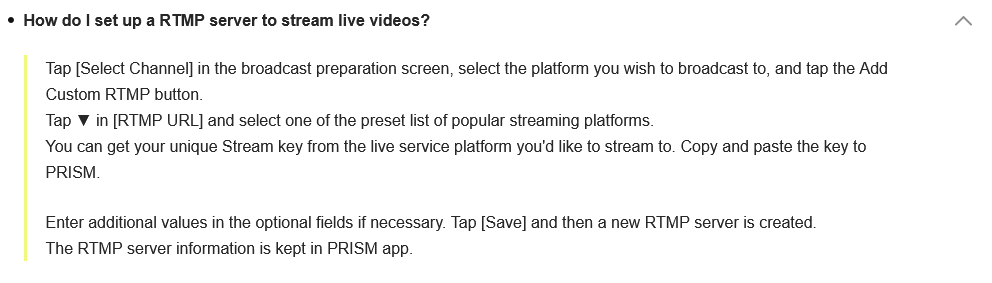 • How do I set up a RTMP server to stream live videos?
Tap [Select Channel] in the broadcast preparation screen, select the platform you wish to broadcast to, and tap the Add
Custom RTMP button.
Tap ▼ in [RTMP URL] and select one of the preset list of popular streaming platforms.
You can get your unique Stream key from the live service platform you'd like to stream to. Copy and paste the key to
PRISM.
Enter additional values in the optional fields if necessary. Tap [Save] and then a new RTMP server is created.
The RTMP server information is kept in PRISM app.